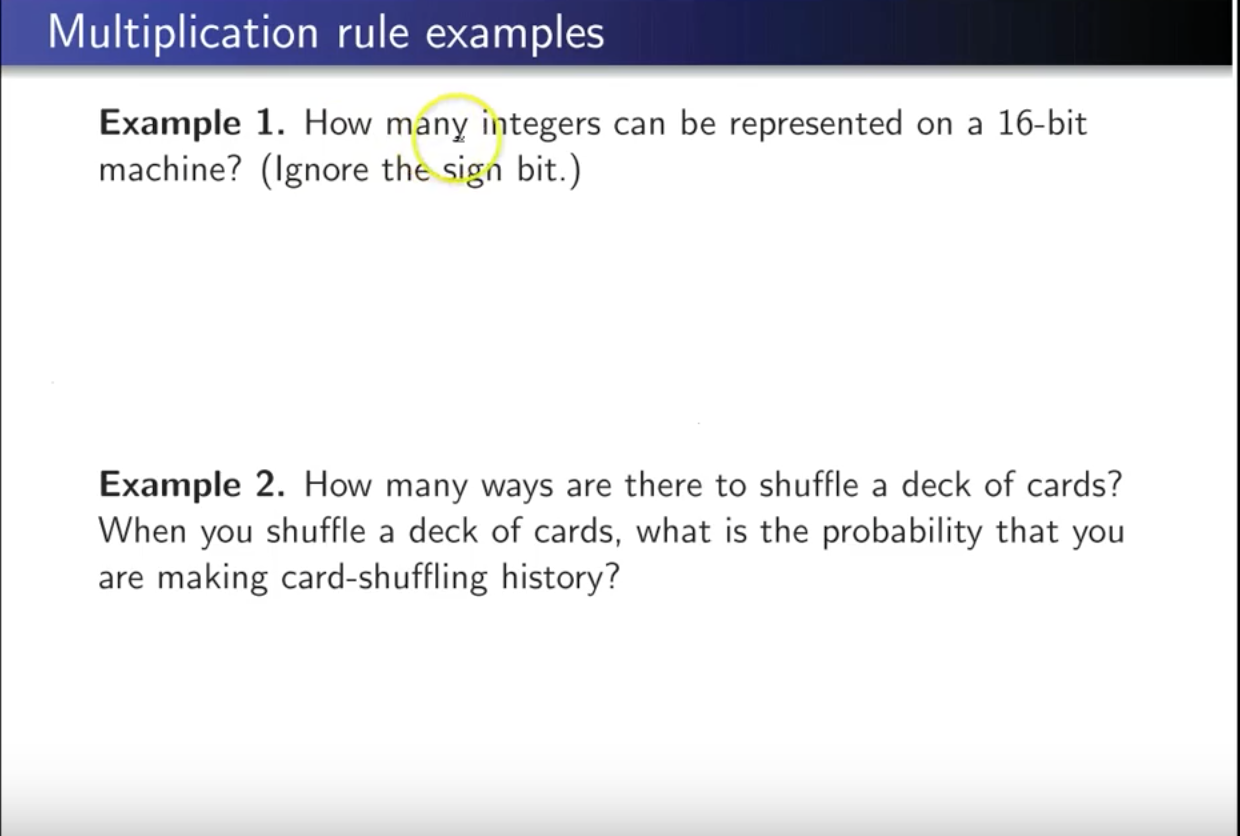 Multiplication rule examples
Example 1. How many integers can be represented on a 16-bit
machine? (Ignore the sign bit.)
Example 2. How many ways are there to shuffle a deck of cards?
When you shuffle a deck of cards, what is the probability that you
are making card-shuffling history?